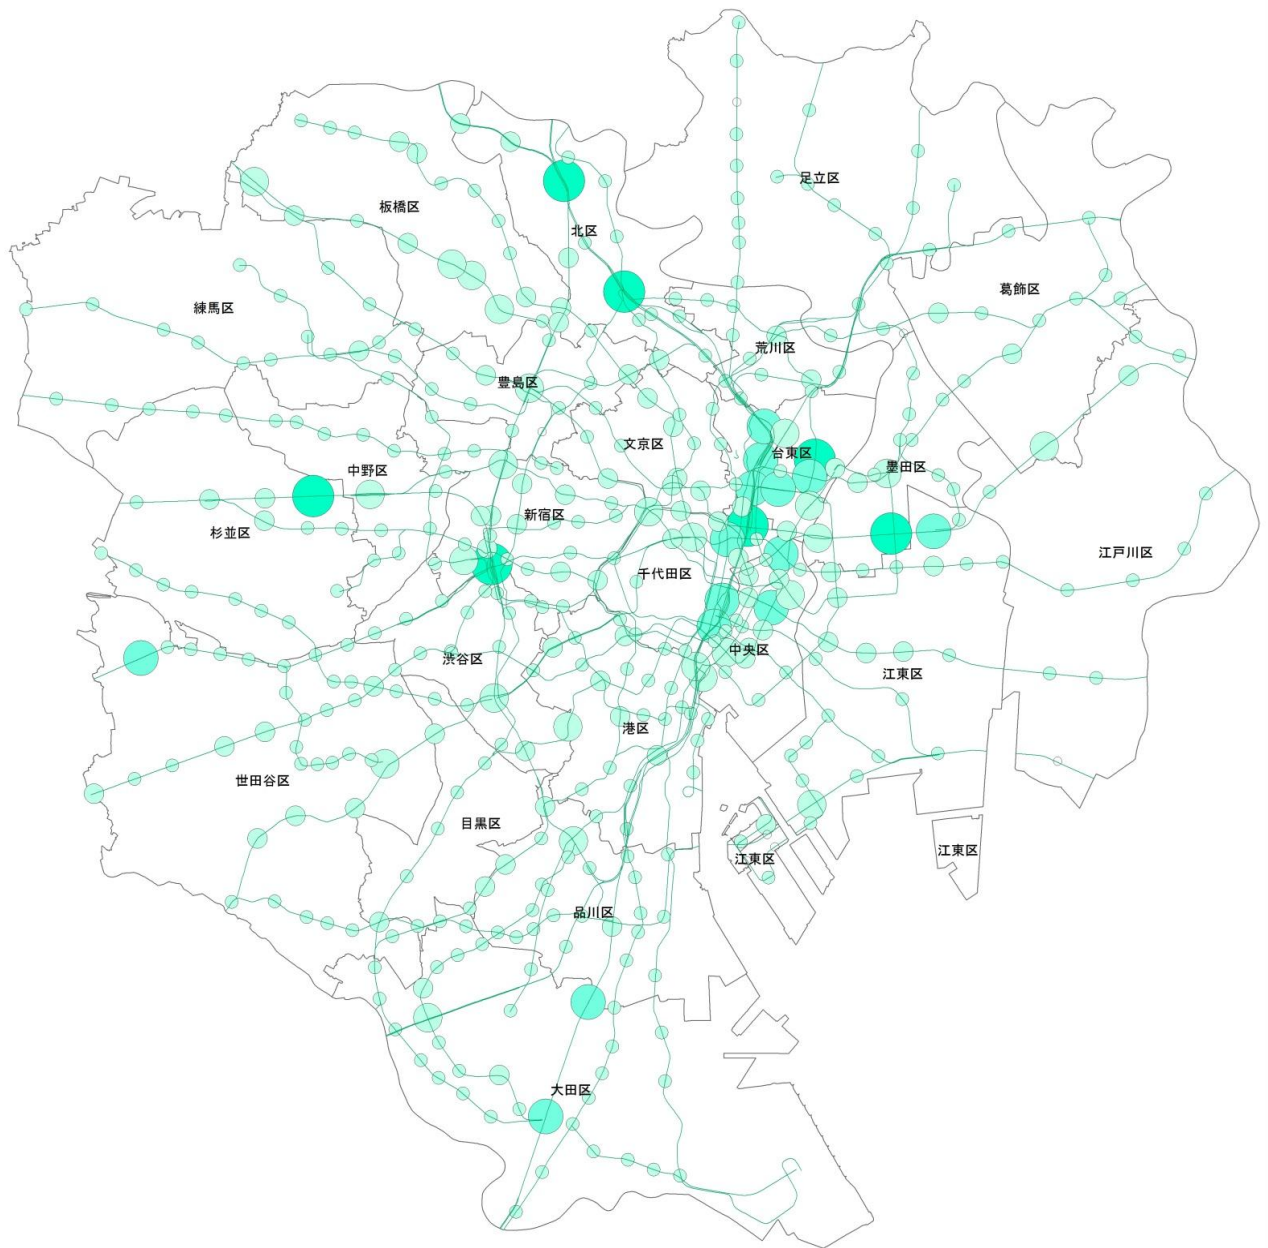 足立区
板橋区
北区
葛飾区
練馬区
荒川区
豊島区
文京区
台東区
墨田区
中野区
新宿区
杉並区
江戸川区
千代田区
中央区
渋谷区
江東区
港区
世田谷区
目黒区
江東区
江東区
品川区
大田区